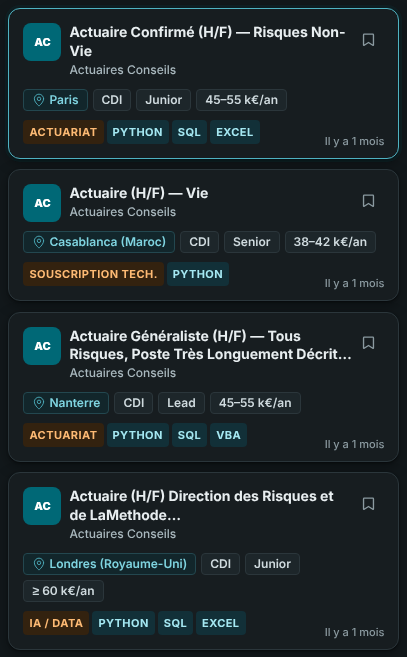 AC
Actuaire Confirmé (H/F) — Risques Non-
Vie
Actuaires Conseils
Paris CDI Junior 45–55 k€/an
ACTUARIAT PYTHON SQL EXCEL
Il y a 1 mois
AC
Actuaire (H/F) — Vie
Actuaires Conseils
Casablanca (Maroc) CDI Senior 38–42 k€/an
SOUSCRIPTION TECH. PYTHON
Il y a 1 mois
AC
Actuaire Généraliste (H/F) — Tous
Risques, Poste Très Longuement Décrit...
Actuaires Conseils
Nanterre CDI Lead 45–55 k€/an
ACTUARIAT PYTHON SQL VBA
Il y a 1 mois
AC
Actuaire (H/F) Direction des Risques et
de LaMethode...
Actuaires Conseils
Londres (Royaume-Uni) CDI Junior
≥ 60 k€/an
IA / DATA PYTHON SQL EXCEL
Il y a 1 mois